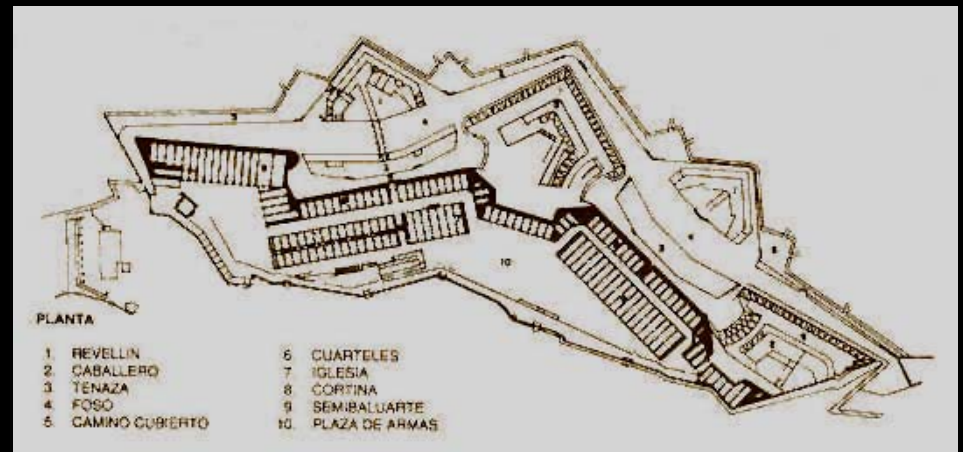 PLANTA
1. REVELLIN
2. CABALLERO
3. TENAZA
4. FOSO
5. CAMINO CUBIERTO
6. CUARTELES
7. IGLESIA
8. CORTINA
9. SEMIBALUARTE
10. PLAZA DE ARMAS
10